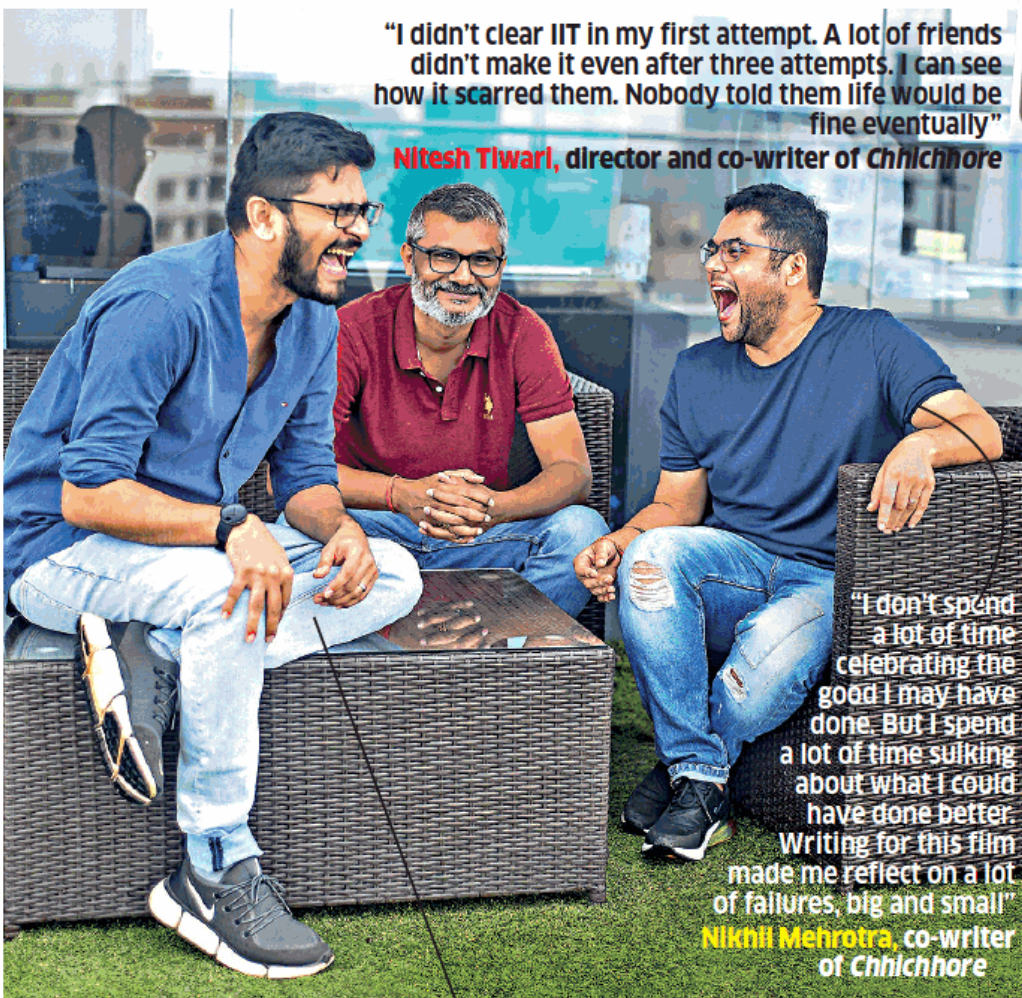 “I didn’t clear IIT in my first attempt. A lot of friends
didn’t make it even after three attempts. I can see
how it scarred them. Nobody told them life would be
fine eventually”
Nitesh Tiwari, director and co-writer of Chhichhore
“I don’t spend
a lot of time
celebrating the
good I may have
done. But I spend
a lot of time sulking
about what I could
have done better.
Writing for this film
made me reflect on a lot
of failures, big and small”
Nikhil Mehrotra, co-writer
of Chhichhore